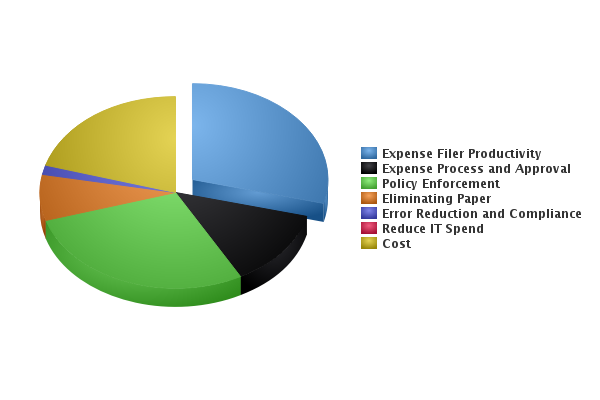 Expense Filer Productivity
Expense Process and Approval
Policy Enforcement
Eliminating Paper
Error Reduction and Compliance
Reduce IT Spend
Cost